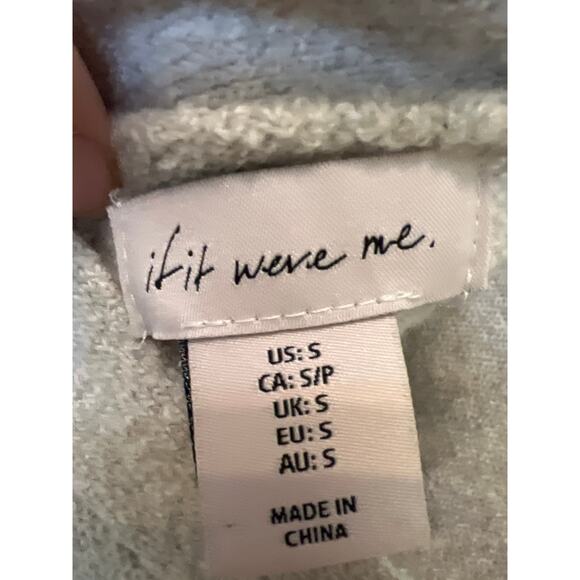 if it were me.
US: S
CA: S/P
UK: S
EU: S
AU: S
MADE IN
CHINA